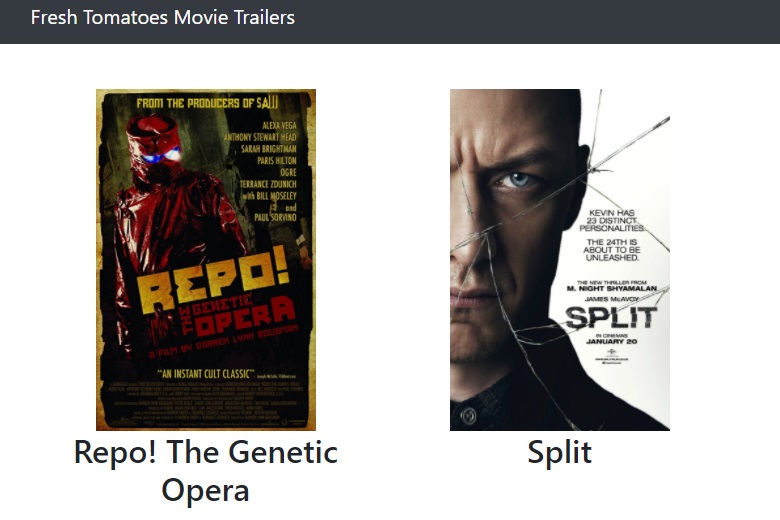 Fresh Tomatoes Movie Trailers
FROM THE PRODUCERS OF SAW
ALEXA VEGA
ANTHONY STEWART HEAD
SARAH BRIGHTMAN
PARIS HILTON
OGRE
TERRANCE ZDUNICH
with BILL MOSELEY
and
PAUL SORVINO
REPO!
THE GENETIC
OPERA
A FILM BY DARREN LYNN BOUSMAN
"AN INSTANT CULT CLASSIC"
Repo! The Genetic
Opera
KEVIN HAS
23 DISTINCT
PERSONALITIES.
THE 24TH IS
ABOUT TO BE
UNLEASHED.
THE NEW THRILLER FROM
M. NIGHT SHYAMALAN
JAMES McAVOY
SPLIT
IN CINEMAS
JANUARY 20
Split